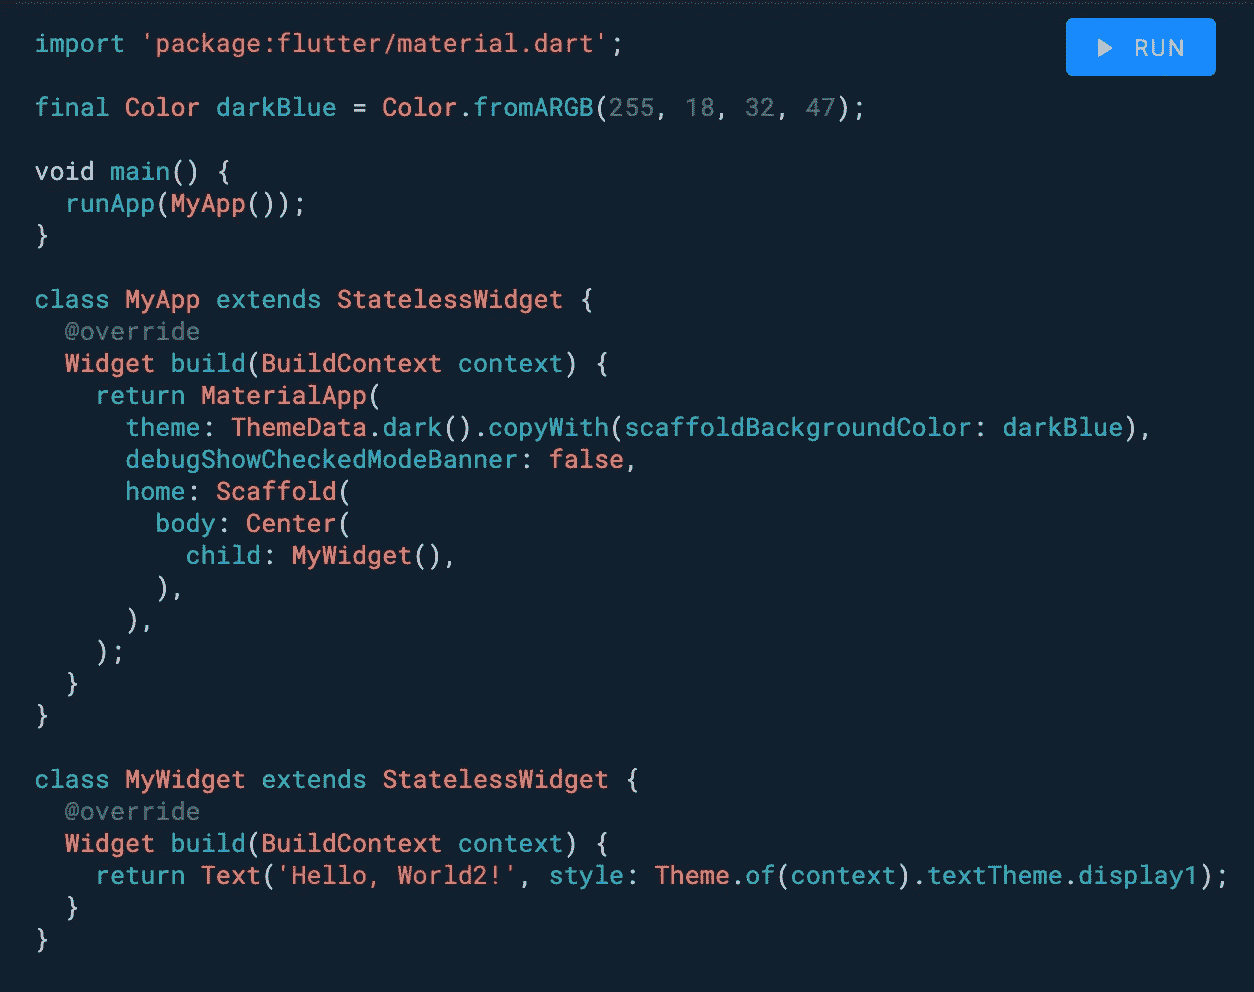 import 'package:flutter/material.dart';
RUN
final Color darkBlue = Color.fromARGB(255, 18, 32, 47);
void main() {
  runApp(MyApp());
}
class MyApp extends StatelessWidget {
  @override
  Widget build(BuildContext context) {
    return MaterialApp(
      theme: ThemeData.dark().copyWith(scaffoldBackgroundColor: darkBlue),
      debugShowCheckedModeBanner: false,
      home: Scaffold(
        body: Center(
          child: MyWidget(),
        ),
      ),
    );
  }
}
class MyWidget extends StatelessWidget {
  @override
  Widget build(BuildContext context) {
    return Text('Hello, World2!', style: Theme.of(context).textTheme.display1);
  }
}